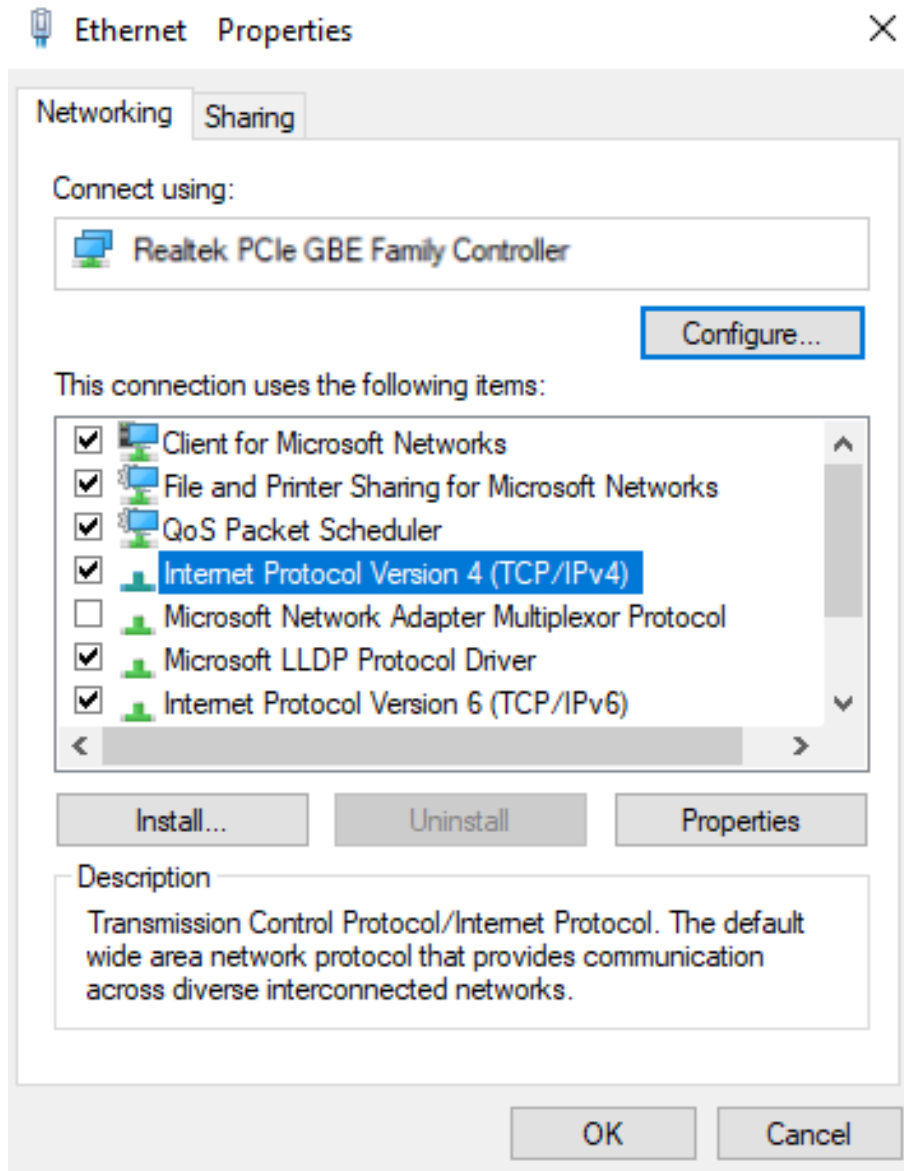 Ethernet Properties
Networking
Sharing
Connect using:
Realtek PCIe GBE Family Controller
Configure...
This connection uses the following items:
Client for Microsoft Networks
File and Printer Sharing for Microsoft Networks
QoS Packet Scheduler
Internet Protocol Version 4 (TCP/IPv4)
Microsoft Network Adapter Multiplexor Protocol
Microsoft LLDP Protocol Driver
Internet Protocol Version 6 (TCP/IPv6)
Install...
Uninstall
Properties
Description
Transmission Control Protocol/Internet Protocol. The default
wide area network protocol that provides communication
across diverse interconnected networks.
OK
Cancel